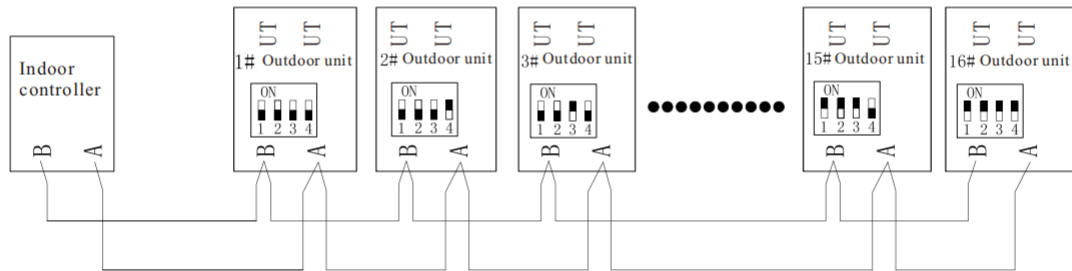 Indoor
controller
B A
UT UT
1# Outdoor unit
ON
1 2 3 4
B A
UT UT
2# Outdoor unit
ON
1 2 3 4
B A
UT UT
3# Outdoor unit
ON
1 2 3 4
B A
UT UT
15# Outdoor unit
ON
1 2 3 4
B A
UT UT
16# Outdoor unit
ON
1 2 3 4
B A